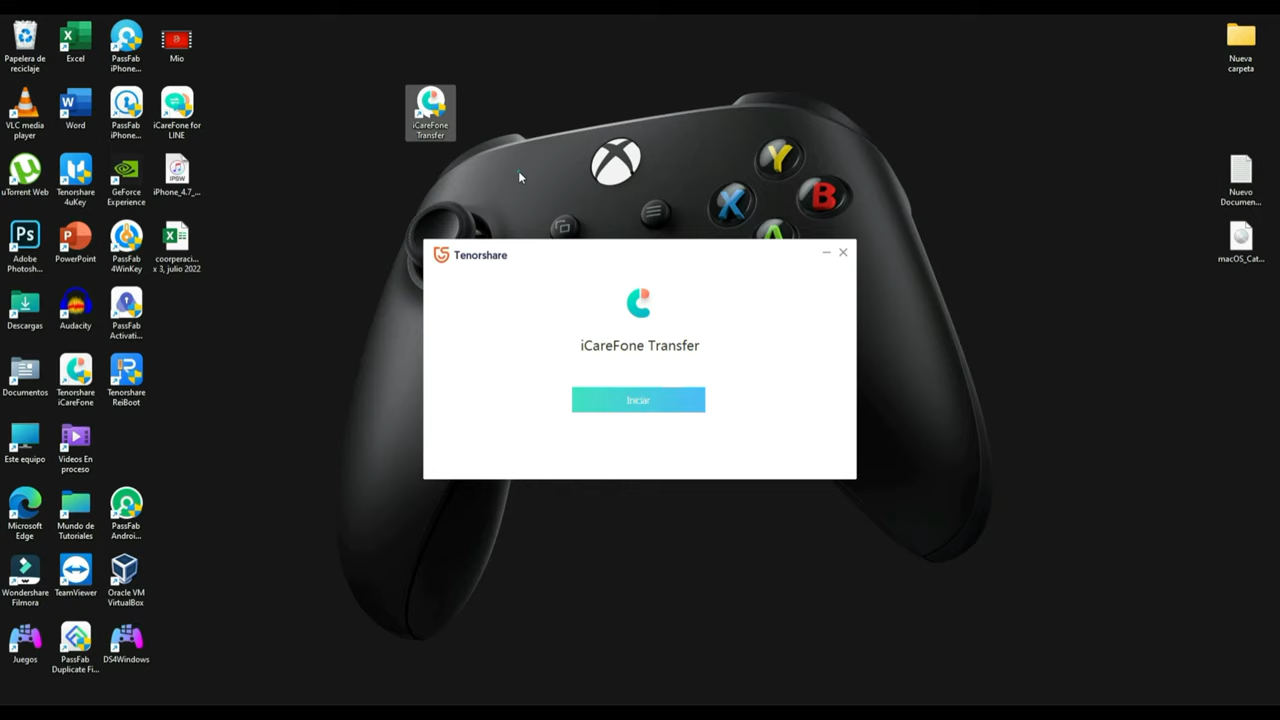 Papelera de
reciclaje
Excel
PassFab
iPhone...
Mio
Nueva
carpeta
VLC media
player
Word
PassFab
iPhone...
iCareFone for
LINE
iCareFone
Transfer
uTorrent Web
Tenorshare
4uKey
GeForce
Experience
IPSW
iPhone_4.7_...
Y
B
X
A
Nuevo
Documen...
Ps
Adobe
Photosh...
PowerPoint
PassFab
4WinKey
coorperaci...
x 3, julio 2022
macOS_Cat...
Tenorshare
iCareFone Transfer
Iniciar
Descargas
Audacity
PassFab
Activati...
Documentos
Tenorshare
iCareFone
Tenorshare
ReiBoot
Este equipo
Videos En
proceso
Microsoft
Edge
Mundo de
Tutoriales
PassFab
Androi...
Wondershare
Filmora
TeamViewer
Oracle VM
VirtualBox
Juegos
PassFab
Duplicate Fi...
DS4Windows